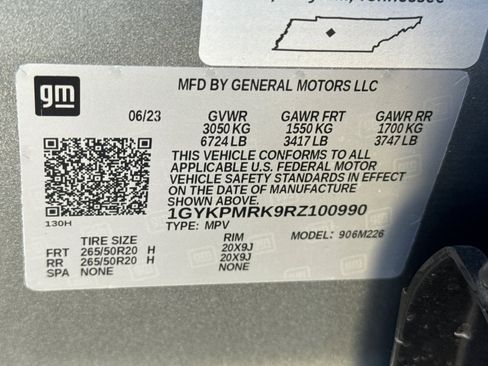 Tennessee
gm
MFD BY GENERAL MOTORS LLC
06/23 GVWR GAWR FRT GAWR RR
3050 KG 1550 KG 1700 KG
6724 LB 3417 LB 3747 LB
THIS VEHICLE CONFORMS TO ALL
APPLICABLE U.S. FEDERAL MOTOR
VEHICLE SAFETY STANDARDS IN EFFECT
ON THE DATE OF MANUFACTURE
SHOWN ABOVE.
1GYKPMRK9RZ100990
130H
TYPE: MPV MODEL: 906M226
TIRE SIZE RIM
FRT 265/50R20 H 20X9J
RR 265/50R20 H 20X9J
SPA NONE NONE